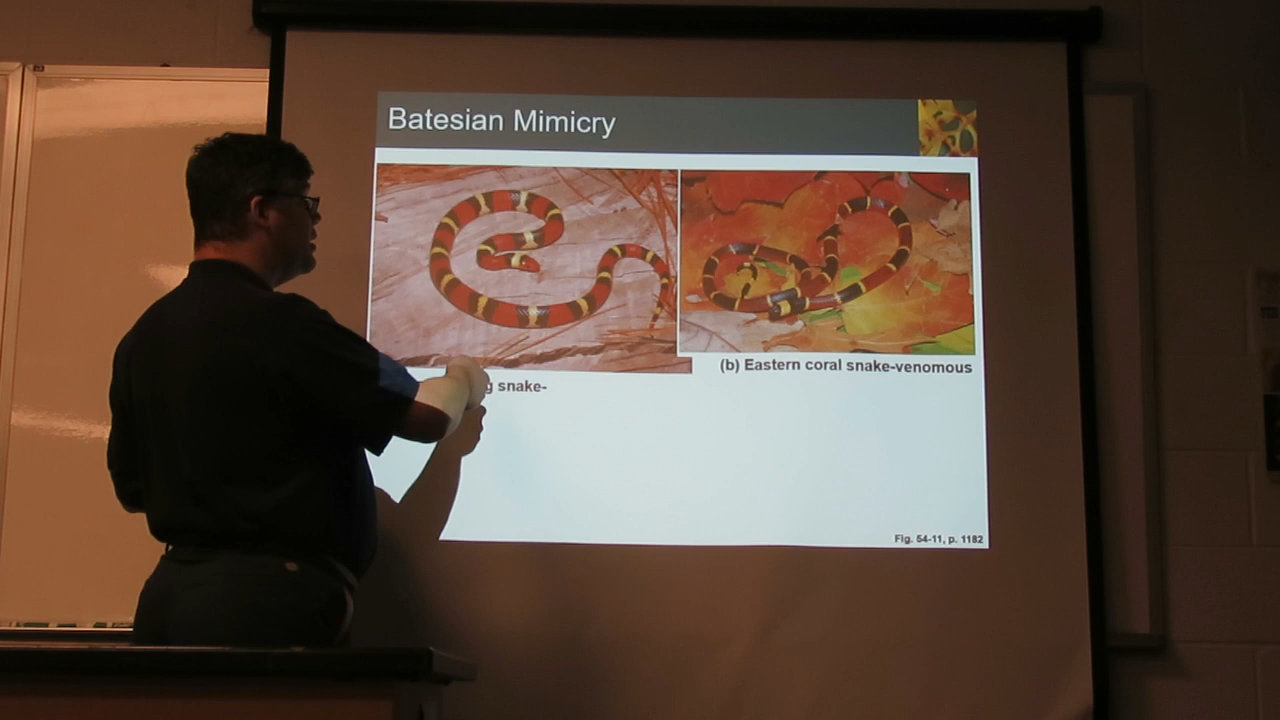 Batesian Mimicry
(b) Eastern coral snake-venomous
snake-
Fig. 54-11, p. 1182